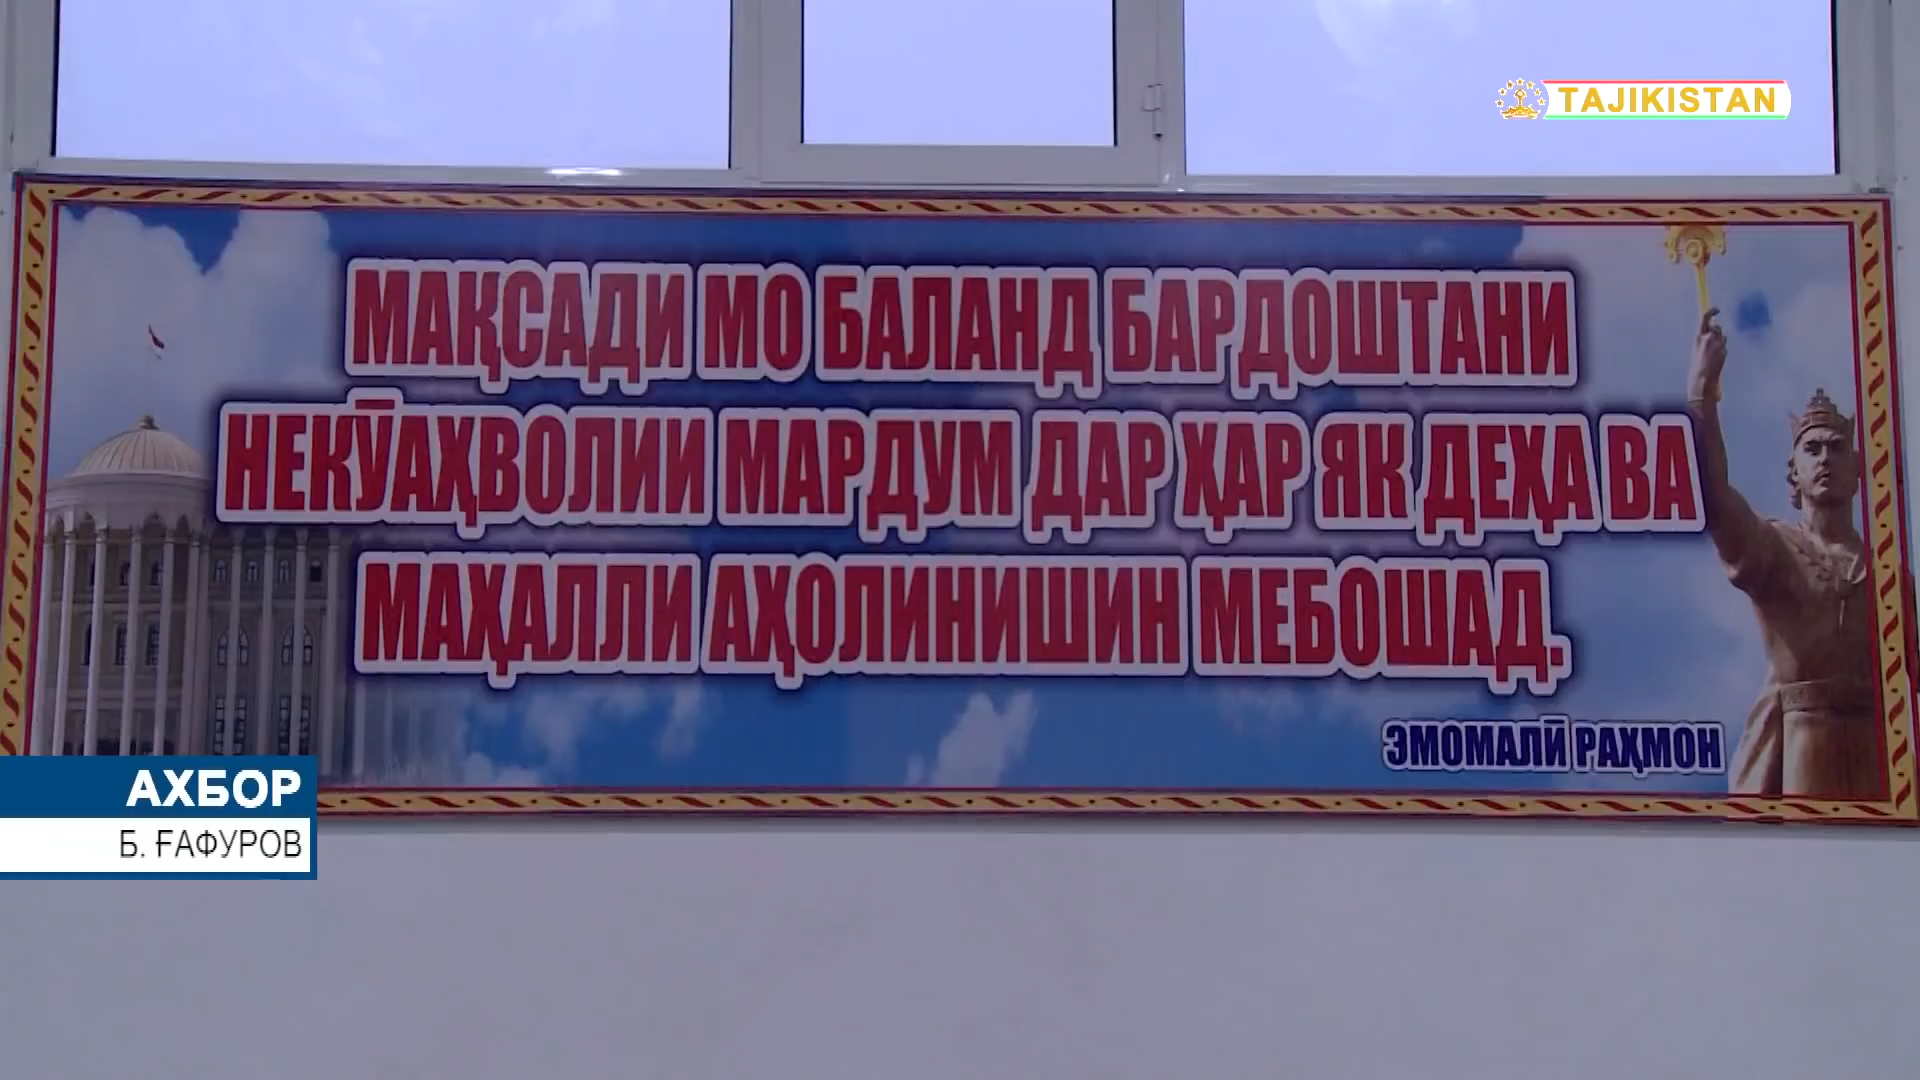 TAJIKISTAN
МАҚСАДИ МО БАЛАНД БАРДОШТАНИ
НЕКӮАҲВОЛИИ МАРДУМ ДАР ҲАР ЯК ДЕҲА ВА
МАҲАЛЛИ АҲОЛИНИШИН МЕБОШАД.
ЭМОМАЛӢ РАҲМОН
АХБОР
Б. ҒАФУРОВ